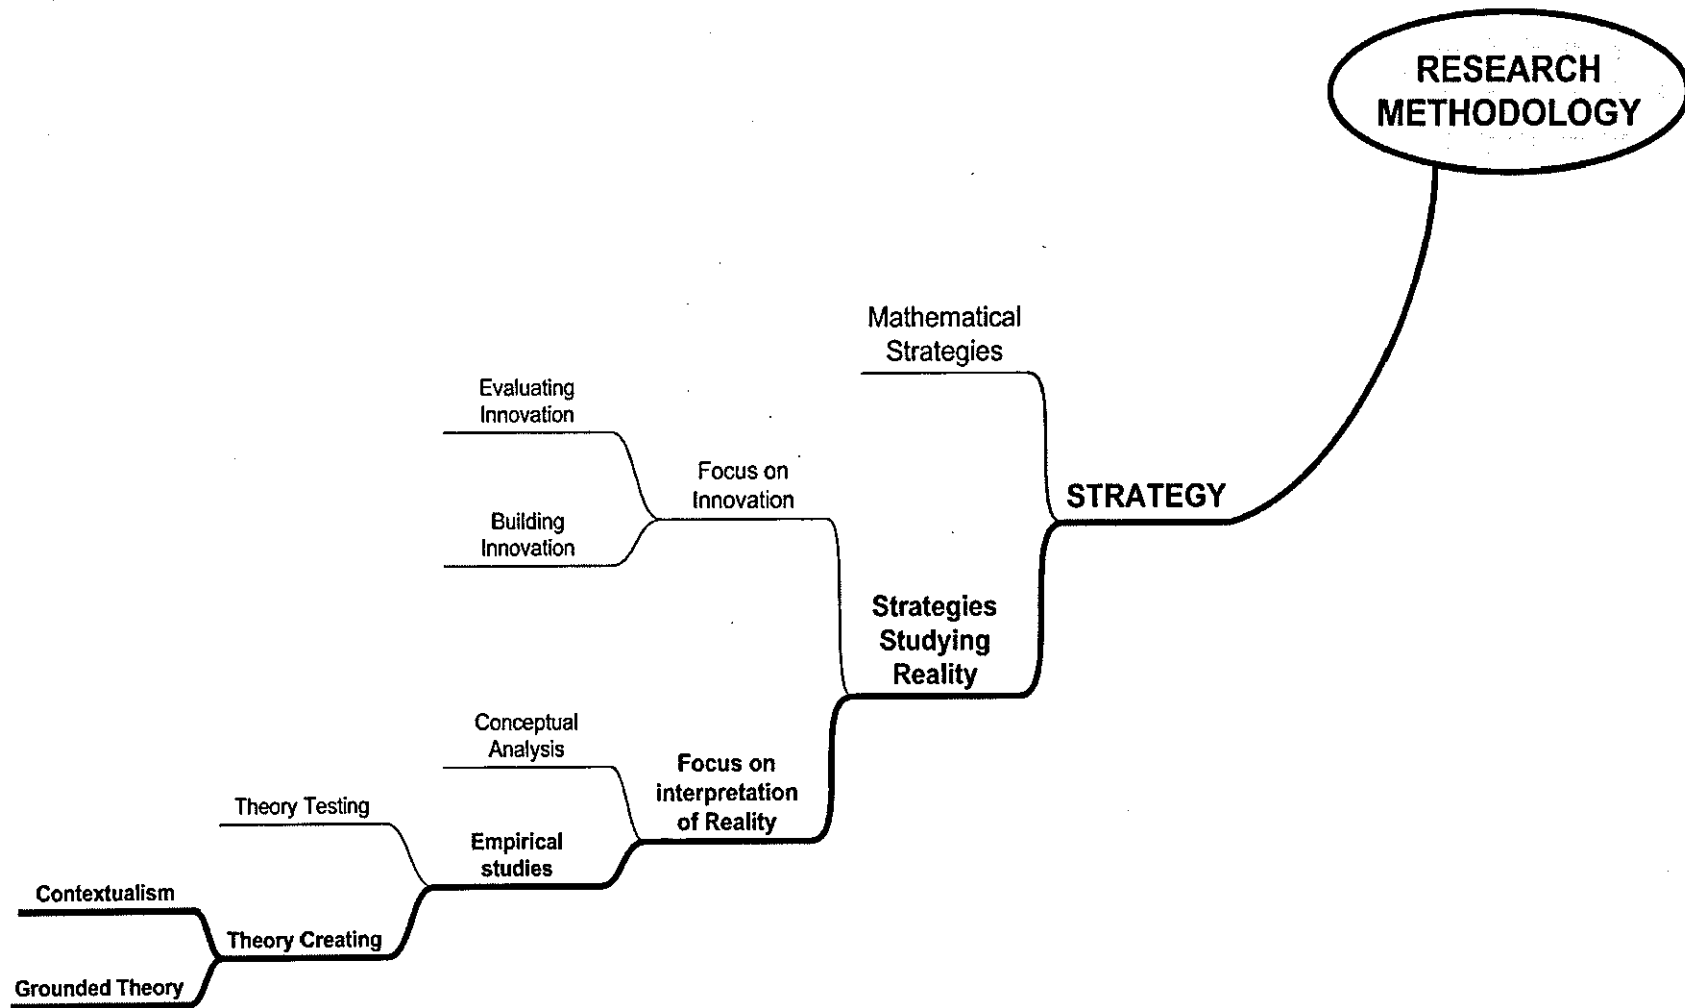 RESEARCH
METHODOLOGY
Mathematical
Strategies
Evaluating
Innovation
Focus on
Innovation
STRATEGY
Building
Innovation
Strategies
Studying
Reality
Conceptual
Analysis
Focus on
interpretation
of Reality
Theory Testing
Empirical
studies
Contextualism
Theory Creating
Grounded Theory